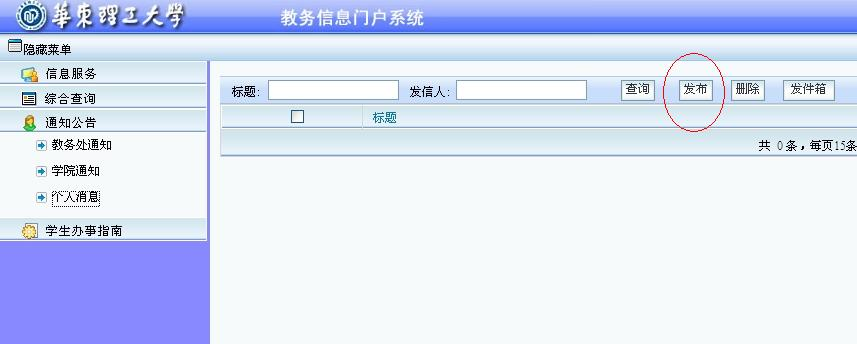 華東理工大學 教务信息门户系统
隐藏菜单
信息服务
综合查询
通知公告
教务处通知
学院通知
个人消息
学生办事指南
标题: 发信人: 查询 发布 删除 发件箱
标题
共 0条，每页15条